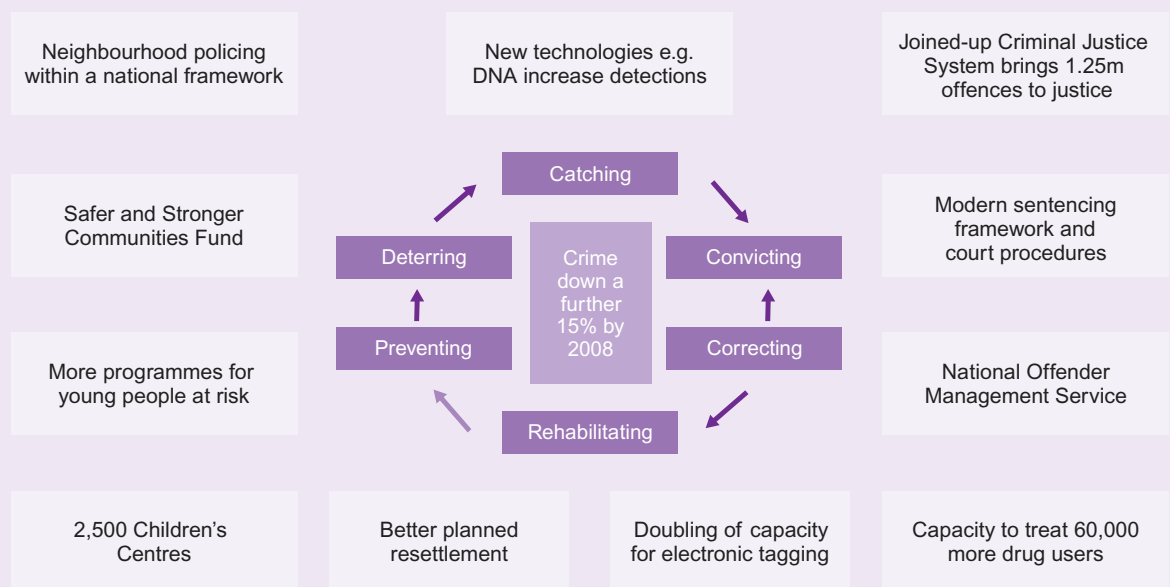 Neighbourhood policing
within a national framework
New technologies e.g.
DNA increase detections
Joined-up Criminal Justice
System brings 1.25m
offences to justice
Catching
Safer and Stronger
Communities Fund
Deterring
Crime
down a
further
15% by
2008
Convicting
Modern sentencing
framework and
court procedures
Preventing
Correcting
More programmes for
young people at risk
National Offender
Management Service
Rehabilitating
2,500 Children’s
Centres
Better planned
resettlement
Doubling of capacity
for electronic tagging
Capacity to treat 60,000
more drug users